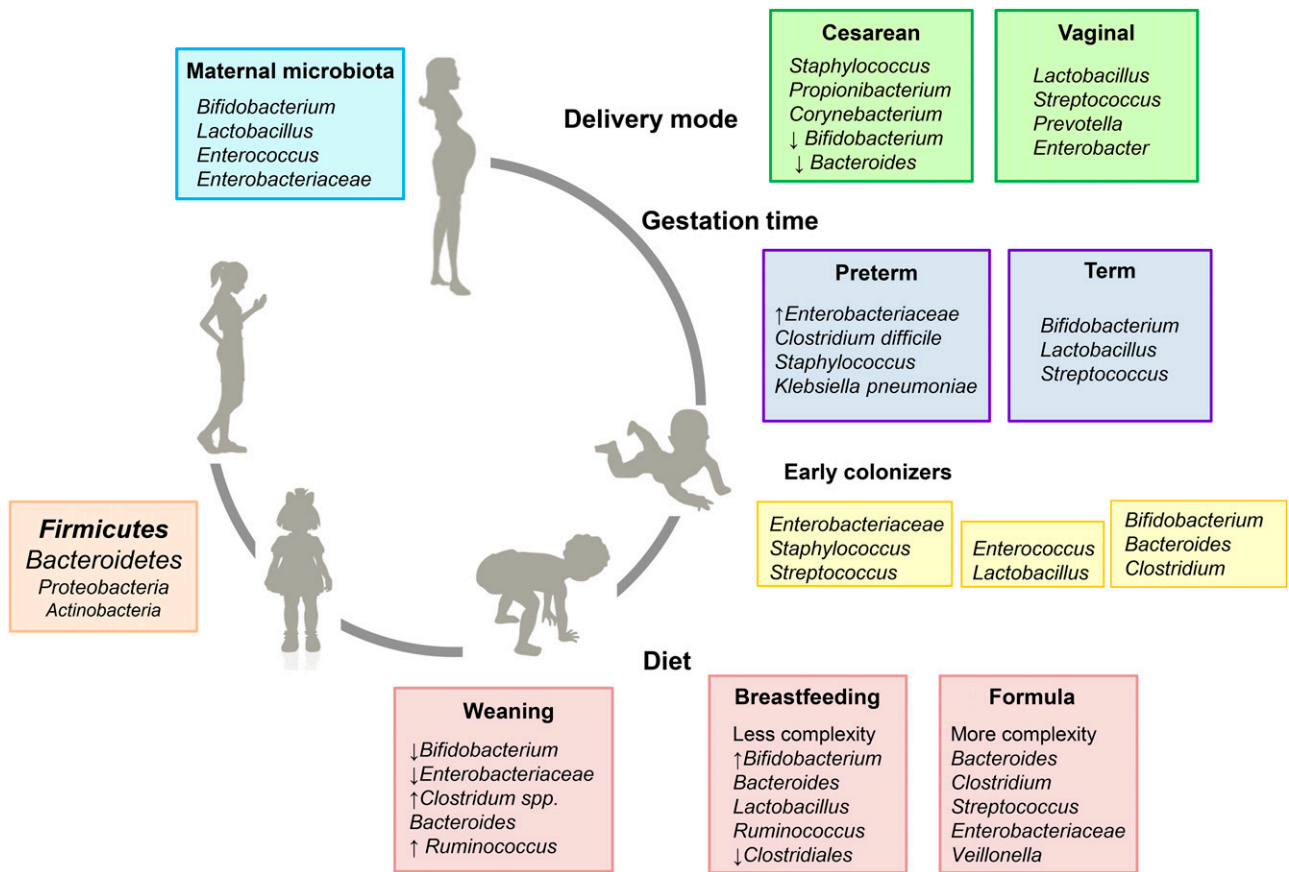 Maternal microbiota
Bifidobacterium
Lactobacillus
Enterococcus
Enterobacteriaceae
Delivery mode
Cesarean
Staphylococcus
Propionibacterium
Corynebacterium
↓ Bifidobacterium
↓ Bacteroides
Vaginal
Lactobacillus
Streptococcus
Prevotella
Enterobacter
Gestation time
Preterm
↑Enterobacteriaceae
Clostridium difficile
Staphylococcus
Klebsiella pneumoniae
Term
Bifidobacterium
Lactobacillus
Streptococcus
Early colonizers
Enterobacteriaceae
Staphylococcus
Streptococcus
Enterococcus
Lactobacillus
Bifidobacterium
Bacteroides
Clostridium
Firmicutes
Bacteroidetes
Proteobacteria
Actinobacteria
Diet
Weaning
↓Bifidobacterium
↓Enterobacteriaceae
↑Clostridum spp.
Bacteroides
↑ Ruminococcus
Breastfeeding
Less complexity
↑Bifidobacterium
Bacteroides
Lactobacillus
Ruminococcus
↓Clostridiales
Formula
More complexity
Bacteroides
Clostridium
Streptococcus
Enterobacteriaceae
Veillonella